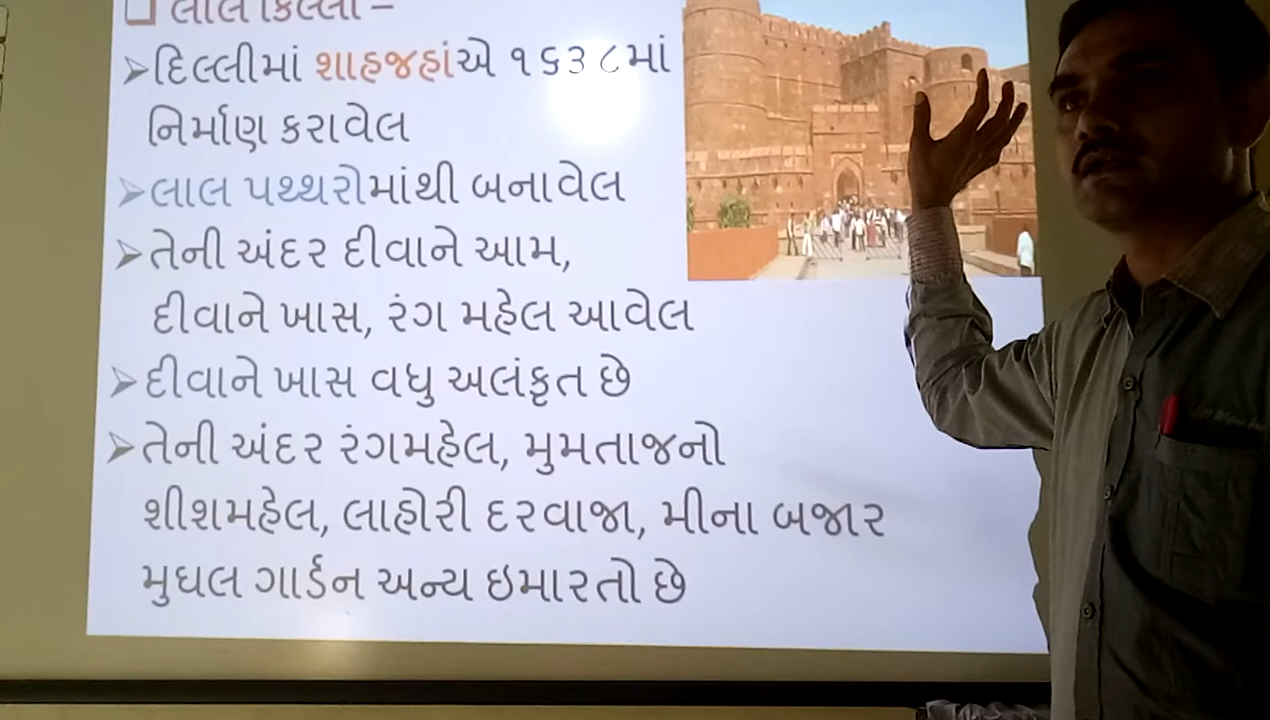 લાલ કિલ્લો –
દિલ્લીમાં શાહજહાંએ ૧૬૩૮માં
નિર્માણ કરાવેલ
લાલ પથ્થરોમાંથી બનાવેલ
તેની અંદર દીવાને આમ,
દીવાને ખાસ, રંગ મહેલ આવેલ
દીવાને ખાસ વધુ અલંકૃત છે
તેની અંદર રંગમહેલ, મુમતાજનો
શીશમહેલ, લાહોરી દરવાજા, મીના બજાર
મુઘલ ગાર્ડન અન્ય ઇમારતો છે